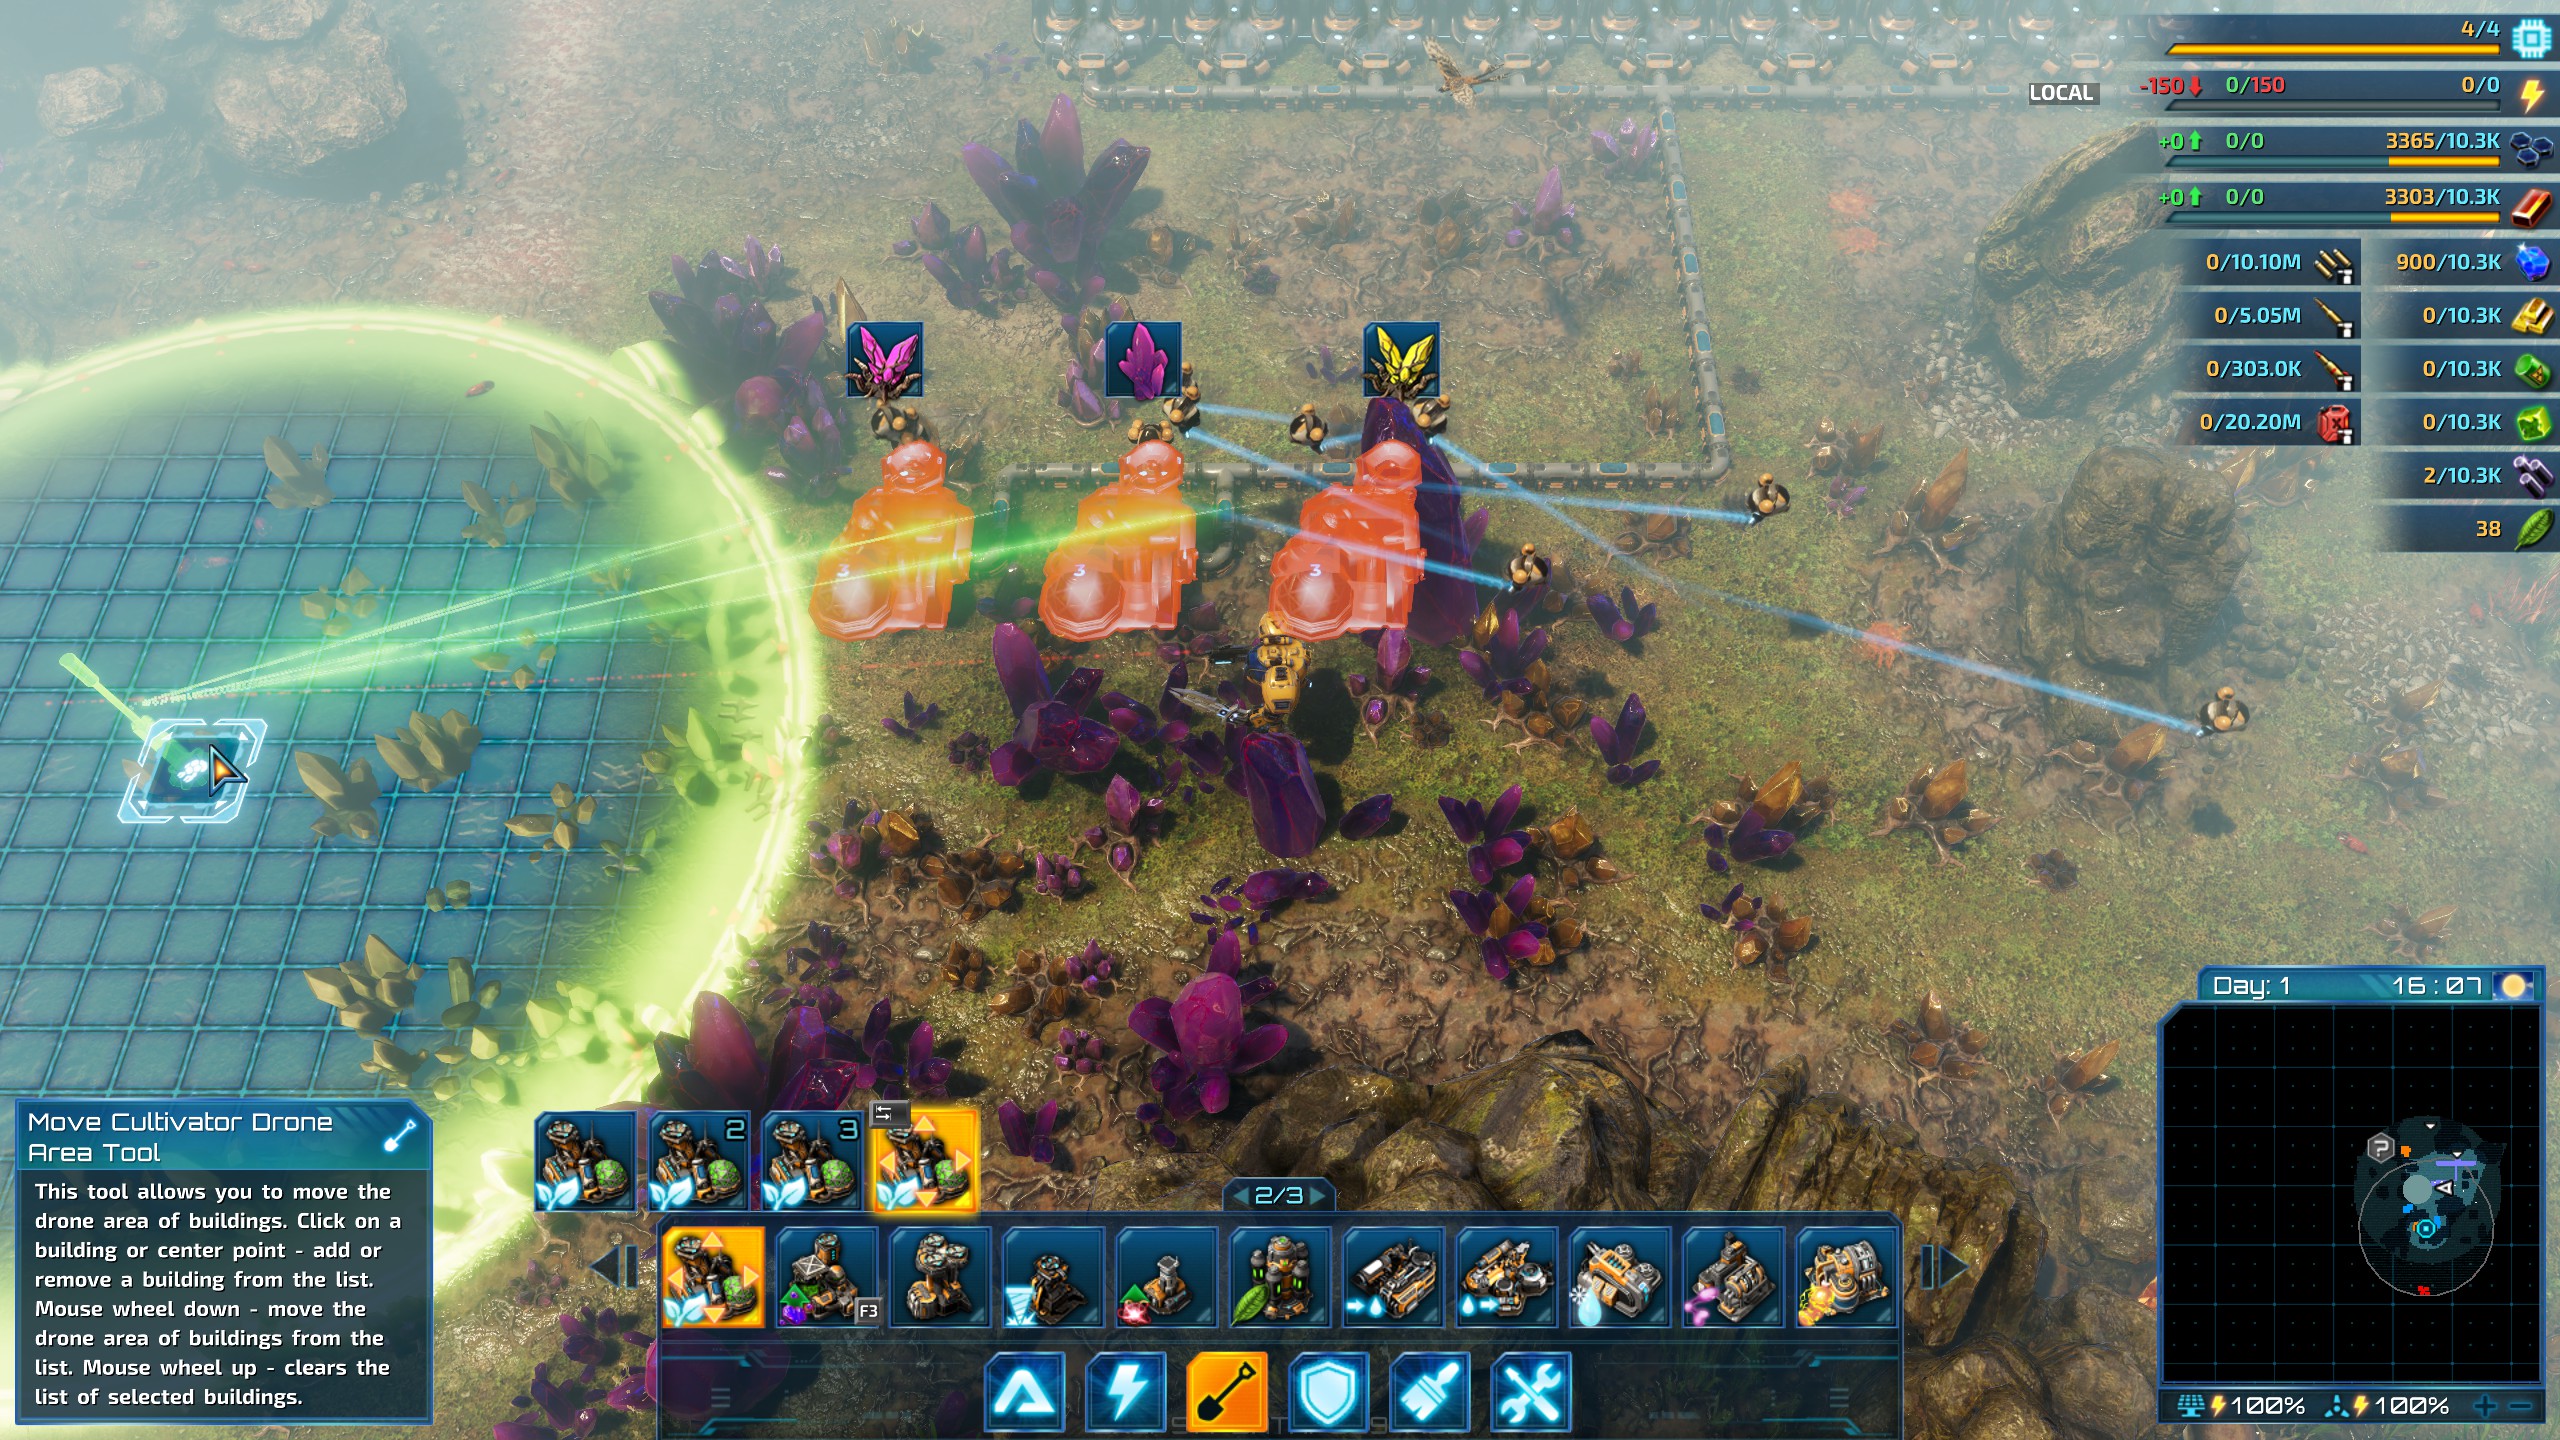 4/4
LOCAL
-150 0/150 0/0
+0 0/0 3365/10.3K
+0 0/0 3303/10.3K
0/10.10M 900/10.3K
0/5.05M 0/10.3K
0/303.0K 0/10.3K
0/20.20M 0/10.3K
2/10.3K
38
3 3 3
Day: 1 16:07
Move Cultivator Drone
Area Tool
This tool allows you to move the
drone area of buildings. Click on a
building or center point - add or
remove a building from the list.
Mouse wheel down - move the
drone area of buildings from the
list. Mouse wheel up - clears the
list of selected buildings.
2 3
2/3
F3
?
100% 100%